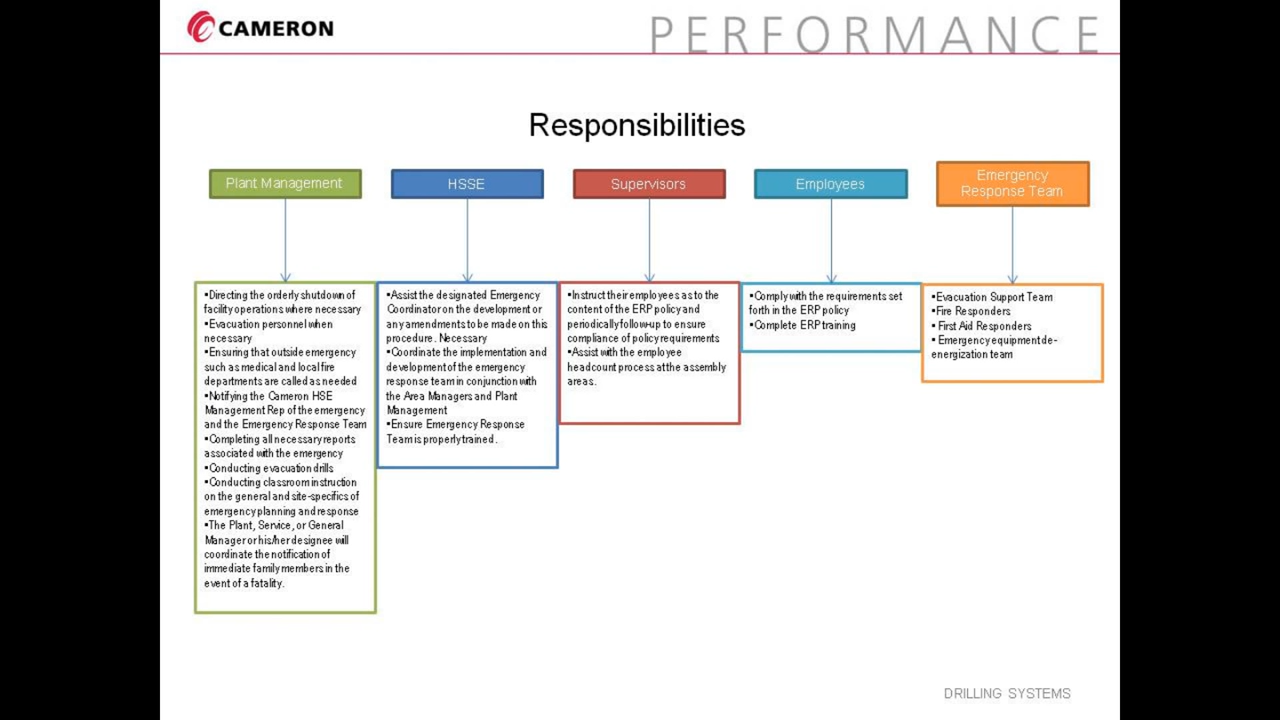 CAMERON
PERFORMANCE
Responsibilities
Plant Management
HSSE
Supervisors
Employees
Emergency
Response Team
▪Directing the orderly shutdown of
facility operations where necessary
▪Evacuation personnel when
necessary
▪Ensuring that outside emergency
such as medical and local fire
departments are called as needed
▪Notifying the Cameron HSE
Management Rep of the emergency
and the Emergency Response Team
▪Completing all necessary reports
associated with the emergency
▪Conducting evacuation drills
▪Conducting classroom instruction
on the general and site-specifics of
emergency planning and response
▪The Plant, Service, or General
Manager or his/her designee will
coordinate the notification of
immediate family members in the
event of a fatality.
▪Assist the designated Emergency
Coordinator on the development or
any amendments to be made on this
procedure. Necessary
▪Coordinate the implementation and
development of the emergency
response team in conjunction with
the Area Managers and Plant
Management
▪Ensure Emergency Response
Team is properly trained.
▪Instruct their employees as to the
content of the ERP policy and
periodically follow-up to ensure
compliance of policy requirements
▪Assist with the employee
headcount process at the assembly
areas.
▪Comply with the requirements set
forth in the ERP policy
▪Complete ERP training
▪Evacuation Support Team
▪Fire Responders
▪ First Aid Responders
▪ Emergency equipment de-
energization team
DRILLING SYSTEMS